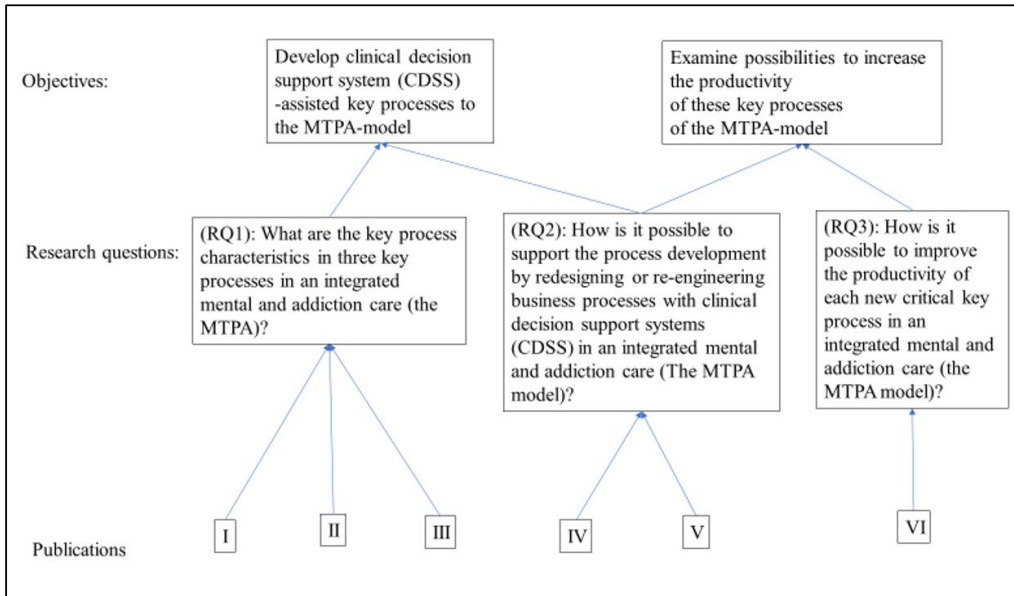 Objectives:
Develop clinical decision
support system (CDSS)
-assisted key processes to
the MTPA-model
Examine possibilities to increase
the productivity
of these key processes
of the MTPA-model
Research questions:
(RQ1): What are the key process
characteristics in three key
processes in an integrated
mental and addiction care (the
MTPA)?
(RQ2): How is it possible to
support the process development
by redesigning or re-engineering
business processes with clinical
decision support systems
(CDSS) in an integrated mental
and addiction care (The MTPA
model)?
(RQ3): How is it
possible to improve
the productivity of
each new critical key
process in an
integrated mental and
addiction care (the
MTPA model)?
Publications
I
II
III
IV
V
VI